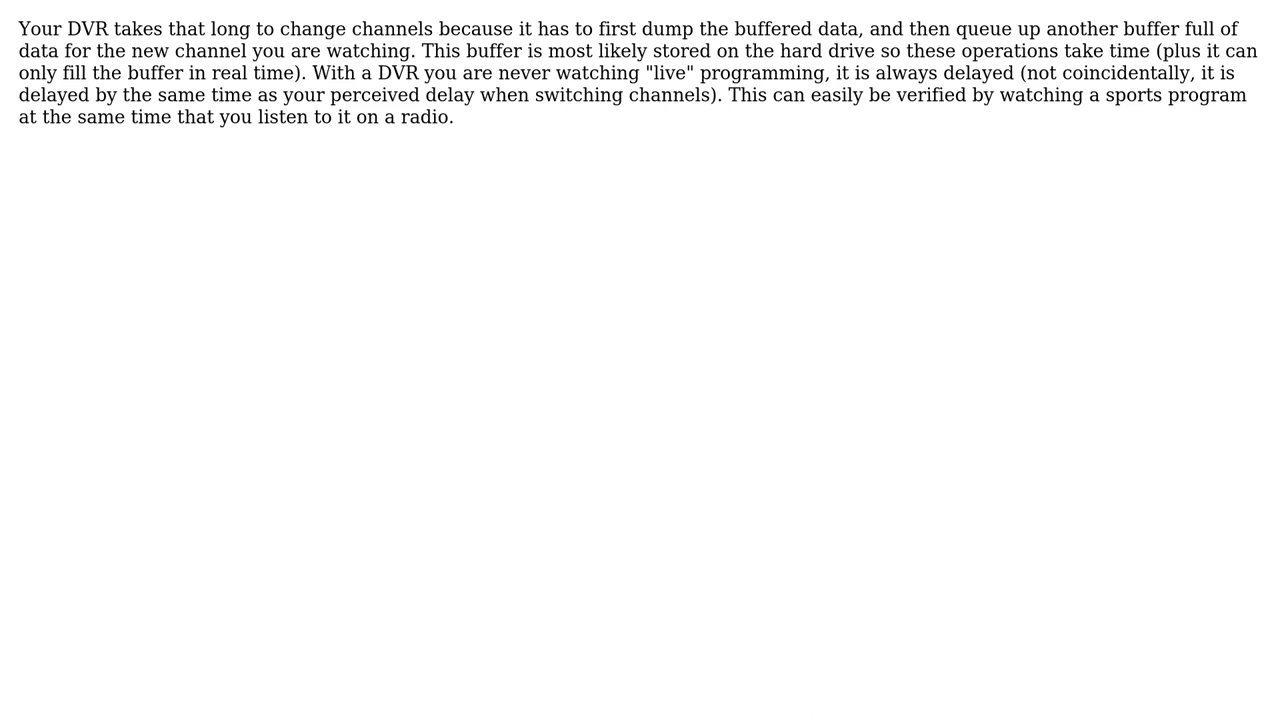 Your DVR takes that long to change channels because it has to first dump the buffered data, and then queue up another buffer full of
data for the new channel you are watching. This buffer is most likely stored on the hard drive so these operations take time (plus it can
only fill the buffer in real time). With a DVR you are never watching "live" programming, it is always delayed (not coincidentally, it is
delayed by the same time as your perceived delay when switching channels). This can easily be verified by watching a sports program
at the same time that you listen to it on a radio.